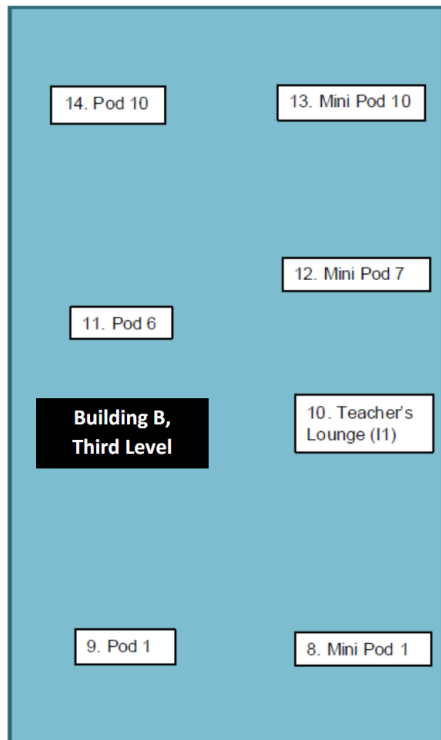 14. Pod 10
13. Mini Pod 10
12. Mini Pod 7
11. Pod 6
Building B,
Third Level
10. Teacher's
Lounge (I1)
9. Pod 1
8. Mini Pod 1